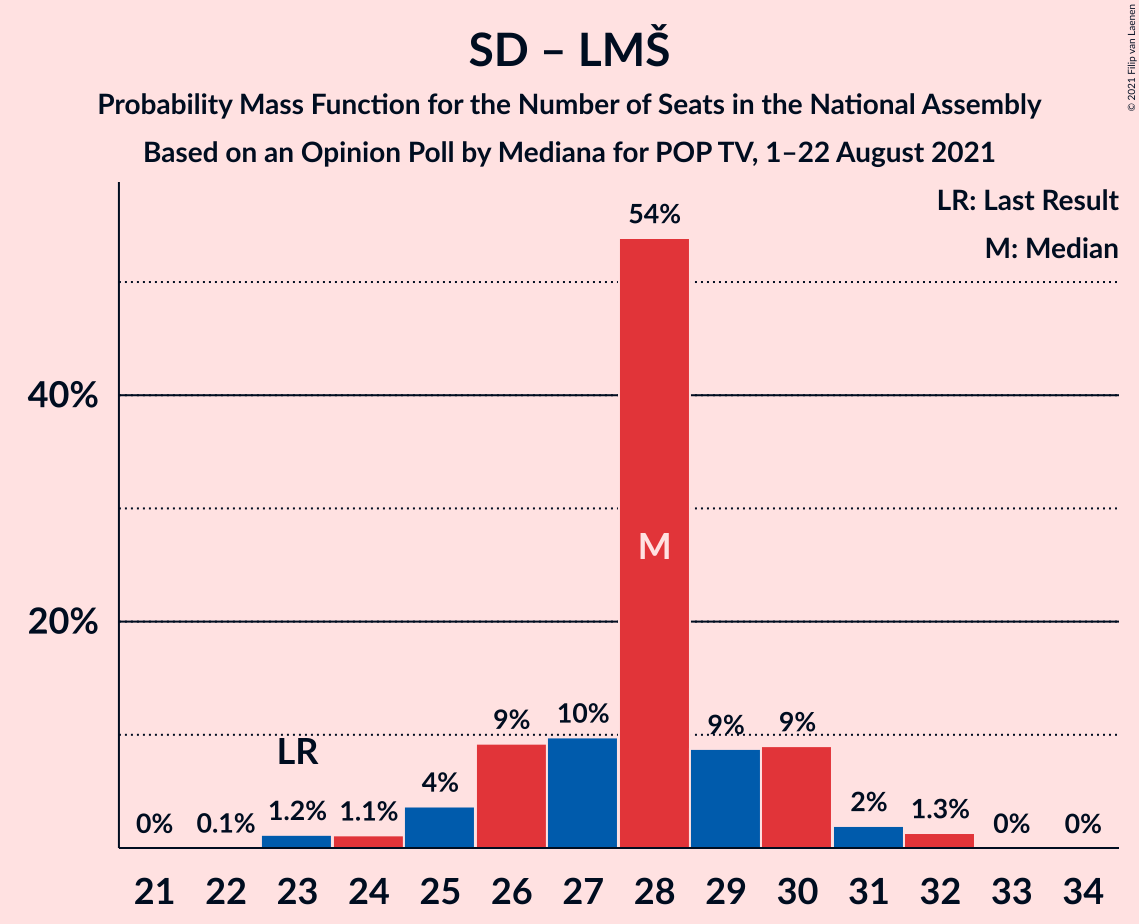 SD – LMŠ
Probability Mass Function for the Number of Seats in the National Assembly
Based on an Opinion Poll by Mediana for POP TV, 1–22 August 2021
© 2021 Filip van Laenen
LR: Last Result
M: Median
54%
40%
M
20%
9%
10%
9%
9%
LR
4%
2%
0%
0.1%
1.2%
1.1%
1.3%
0%
0%
21 22 23 24 25 26 27 28 29 30 31 32 33 34